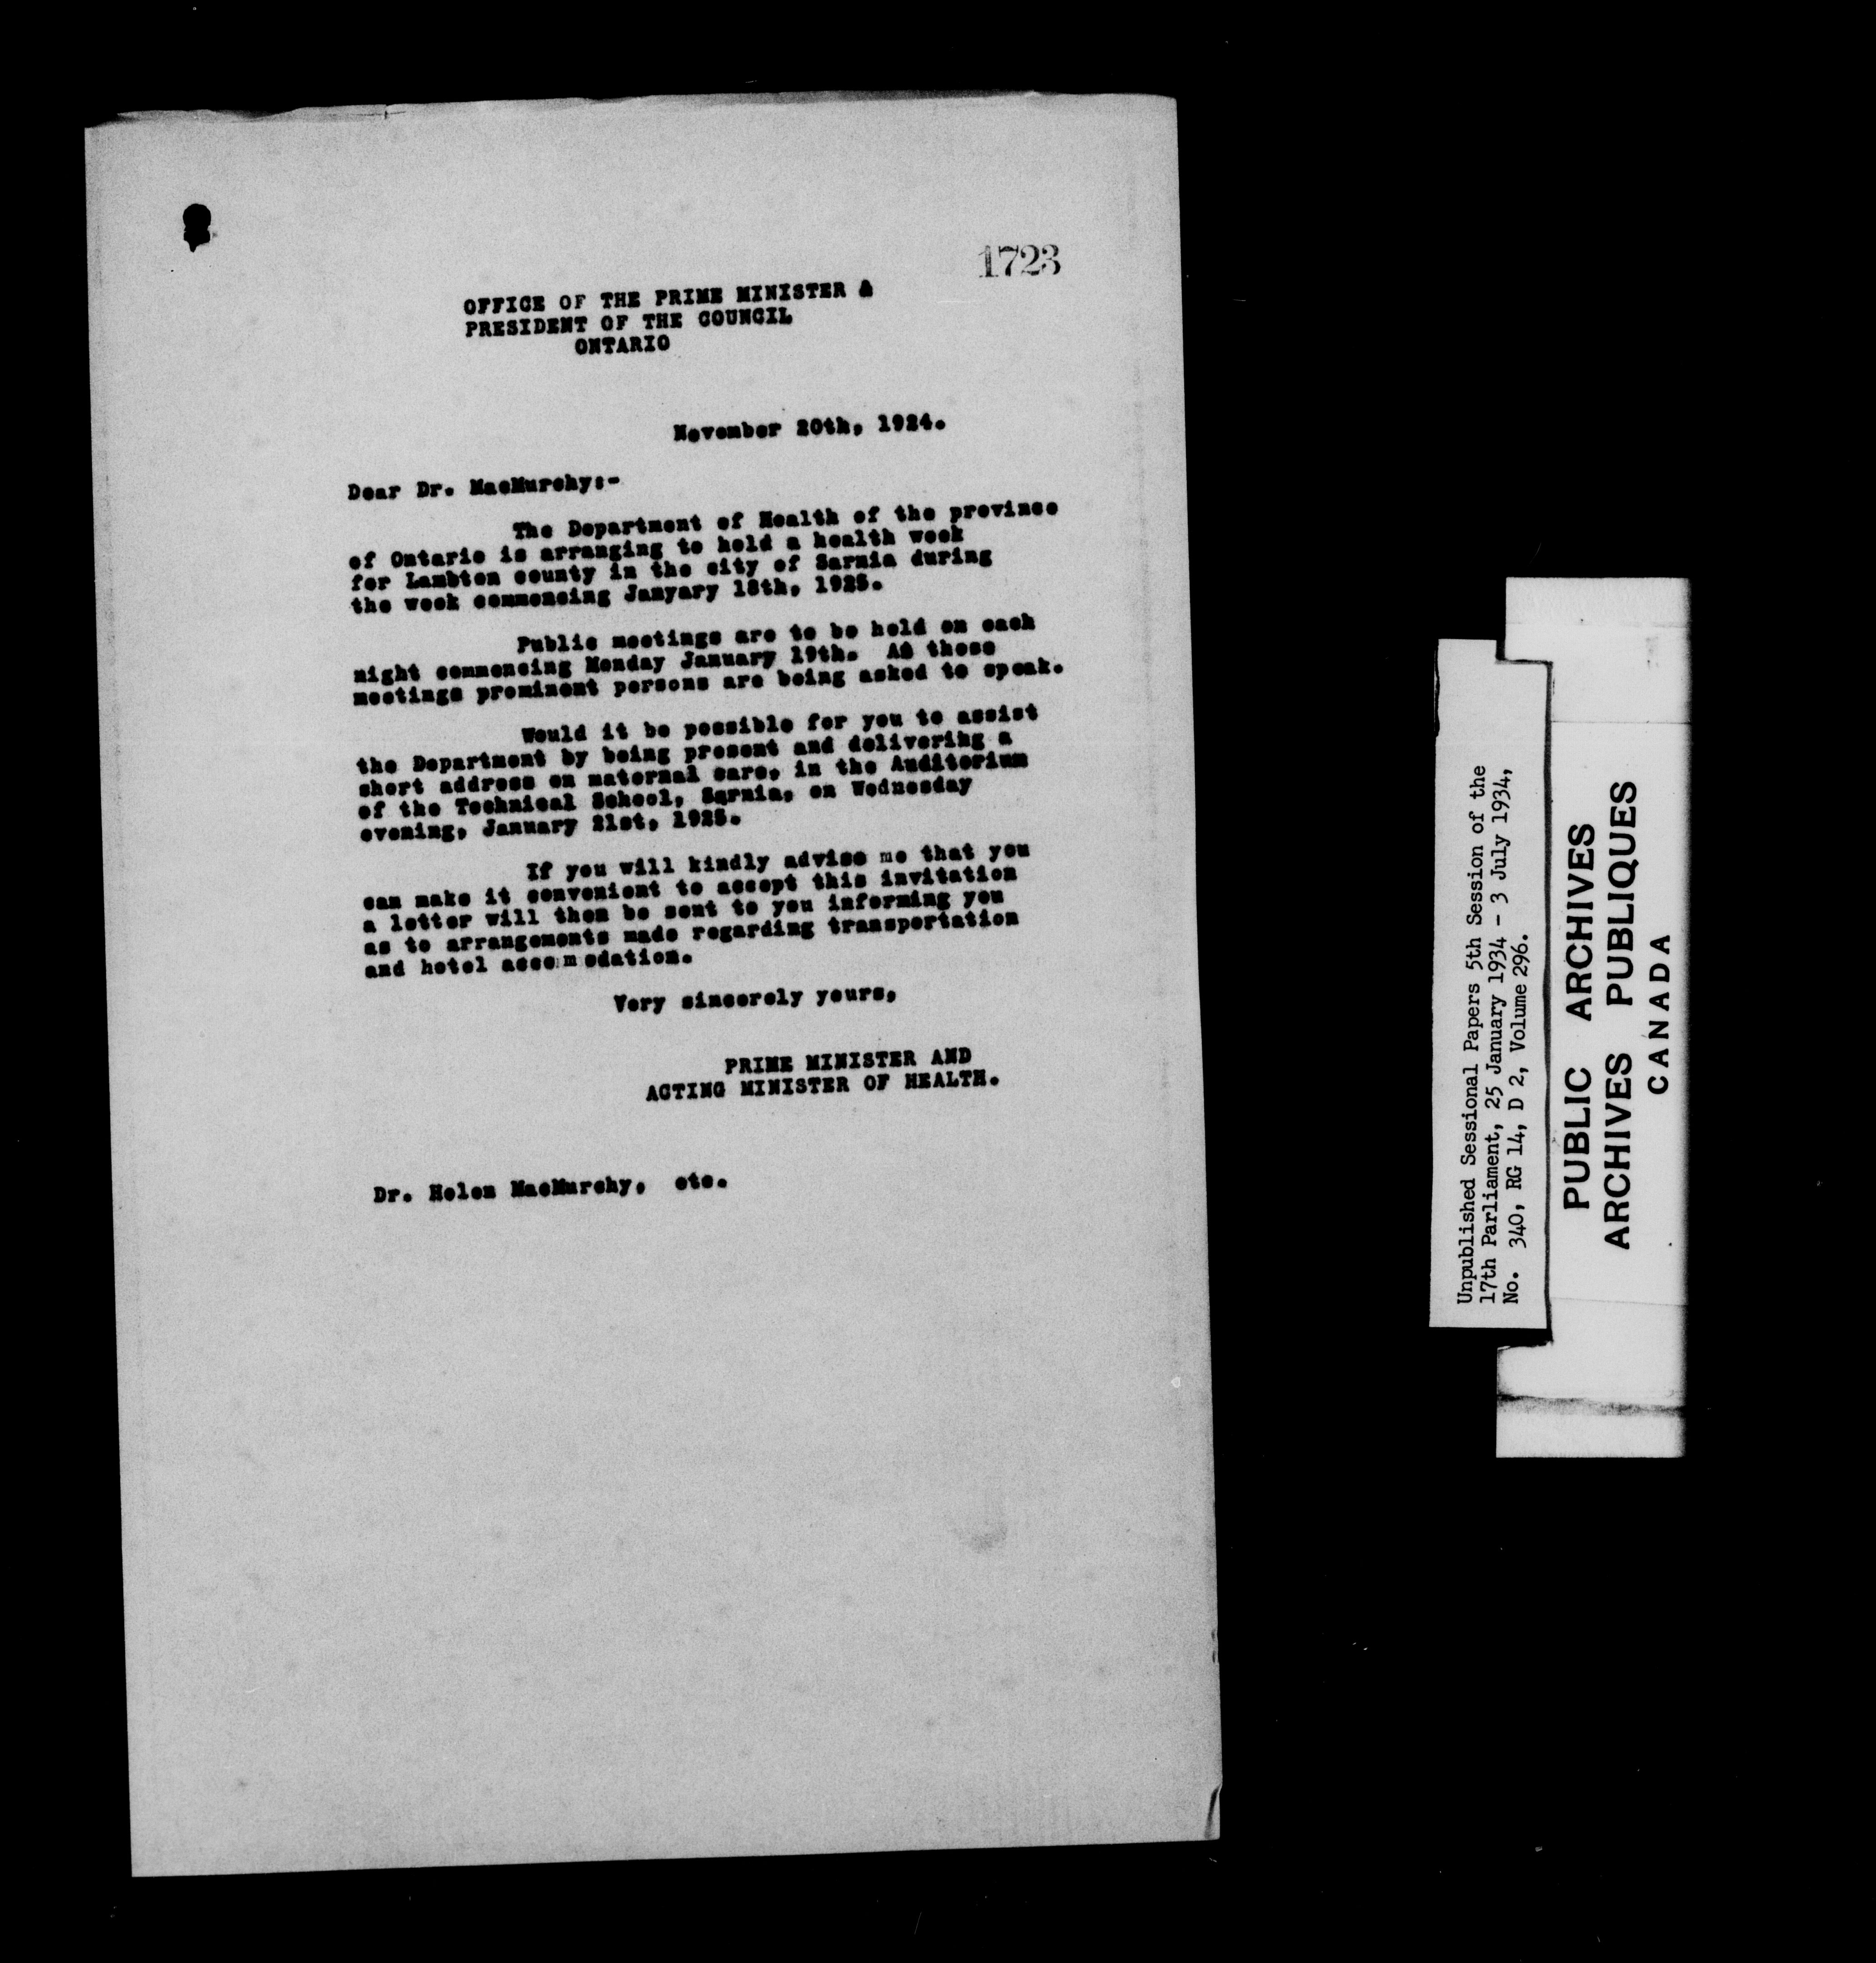 1723
OFFICE OF THE PRIME MINISTER &
PRESIDENT OF THE COUNCIL
ONTARIO
November 20th, 1924.
Dear Dr. MacMurchy:-
The Department of Health of the province
of Ontario is arranging to hold a health week
for Lambton county in the city of Sarnia during
the week commencing Janyary 18th, 1925.
Public meetings are to be held on each
night commencing Monday January 19th. At these
meetings prominent persons are being asked to speak.
Would it be possible for you to assist
the Department by being present and delivering a
short address on maternal care, in the Auditorium
of the Technical School, Sarnia, on Wednesday
evening, January 21st, 1925.
If you will kindly advise me that you
can make it convenient to accept this invitation
a letter will then be sent to you informing you
as to arrangements made regarding transportation
and hotel accomodation.
Very sincerely yours,
PRIME MINISTER AND
ACTING MINISTER OF HEALTH.
Dr. Helen MacMurchy, etc.
Unpublished Sessional Papers 5th Session of the
17th Parliament, 25 January 1934 - 3 July 1934,
No. 340, RG 14, D 2, Volume 296.
PUBLIC ARCHIVES
ARCHIVES PUBLIQUES
CANADA